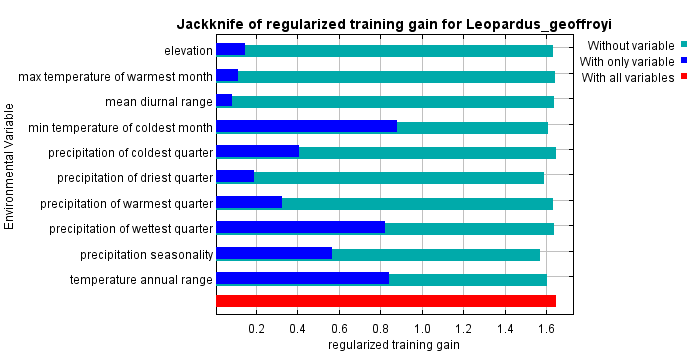 Jackknife of regularized training gain for Leopardus_geoffroyi
Without variable
With only variable
With all variables
Environmental Variable
elevation
max temperature of warmest month
mean diurnal range
min temperature of coldest month
precipitation of coldest quarter
precipitation of driest quarter
precipitation of warmest quarter
precipitation of wettest quarter
precipitation seasonality
temperature annual range
0.2 0.4 0.6 0.8 1.0 1.2 1.4 1.6
regularized training gain